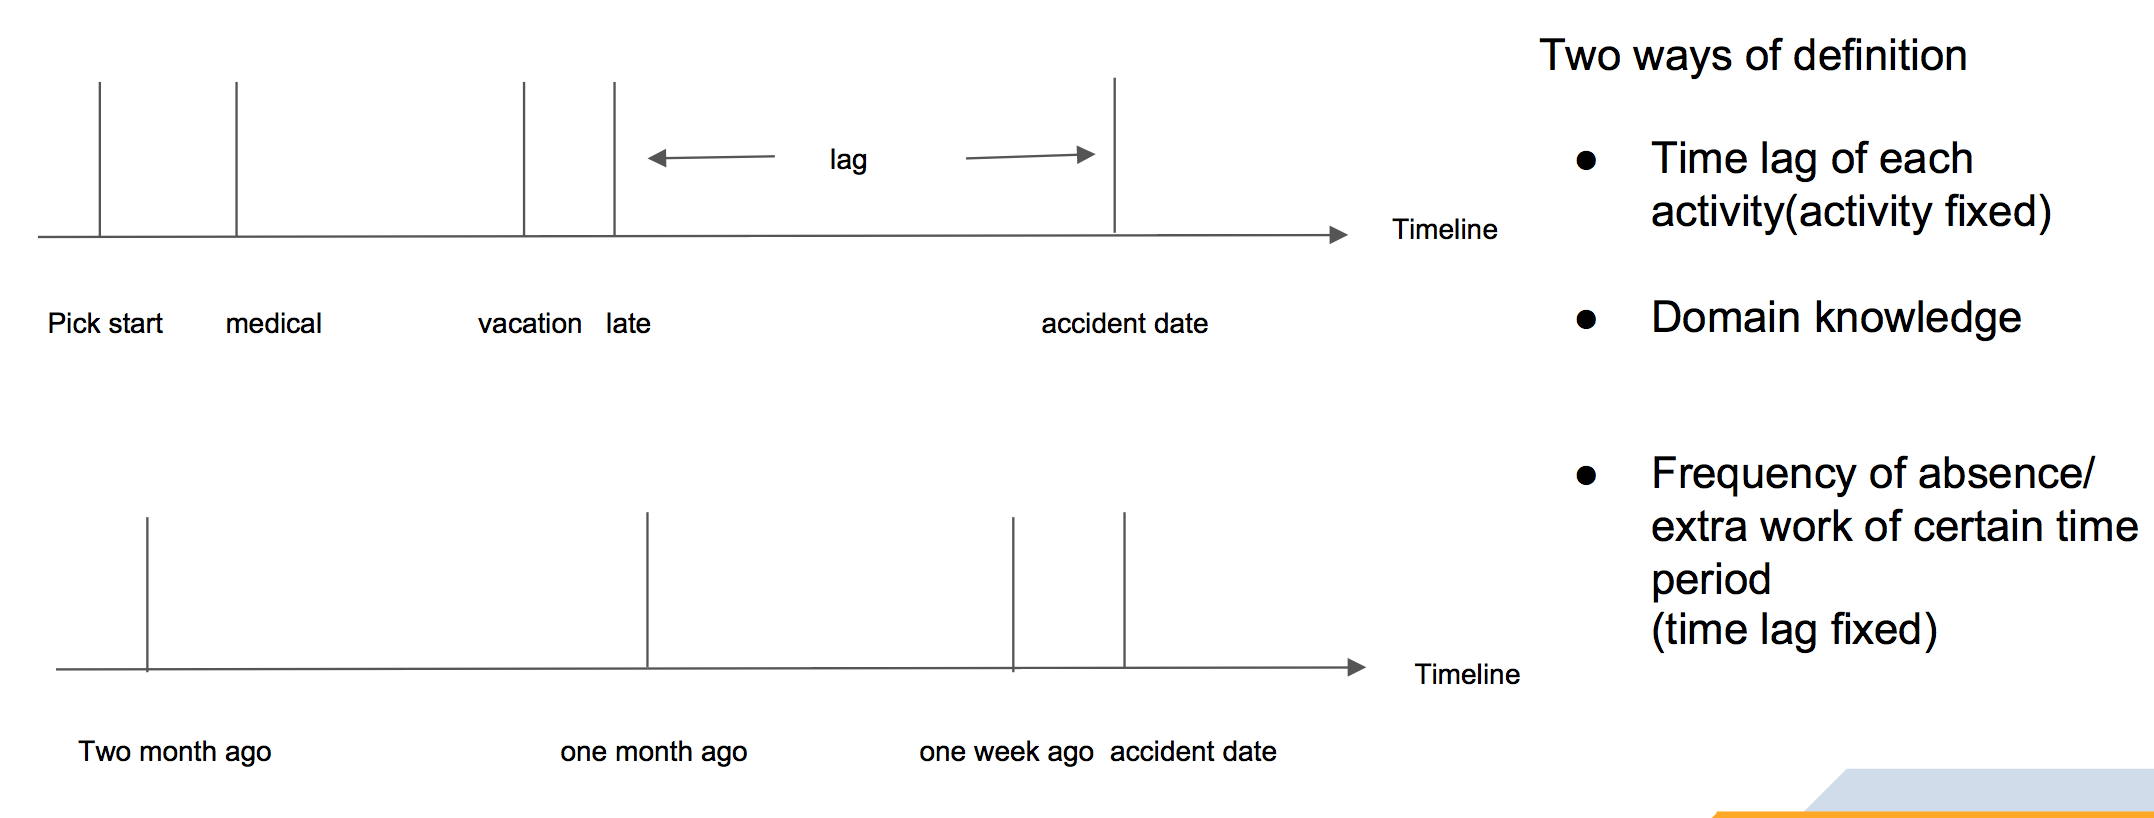 Two ways of definition
lag
Timeline
Pick start
medical
vacation
late
accident date
● Time lag of each
activity(activity fixed)
● Domain knowledge
● Frequency of absence/
extra work of certain time
period
(time lag fixed)
Timeline
Two month ago
one month ago
one week ago
accident date